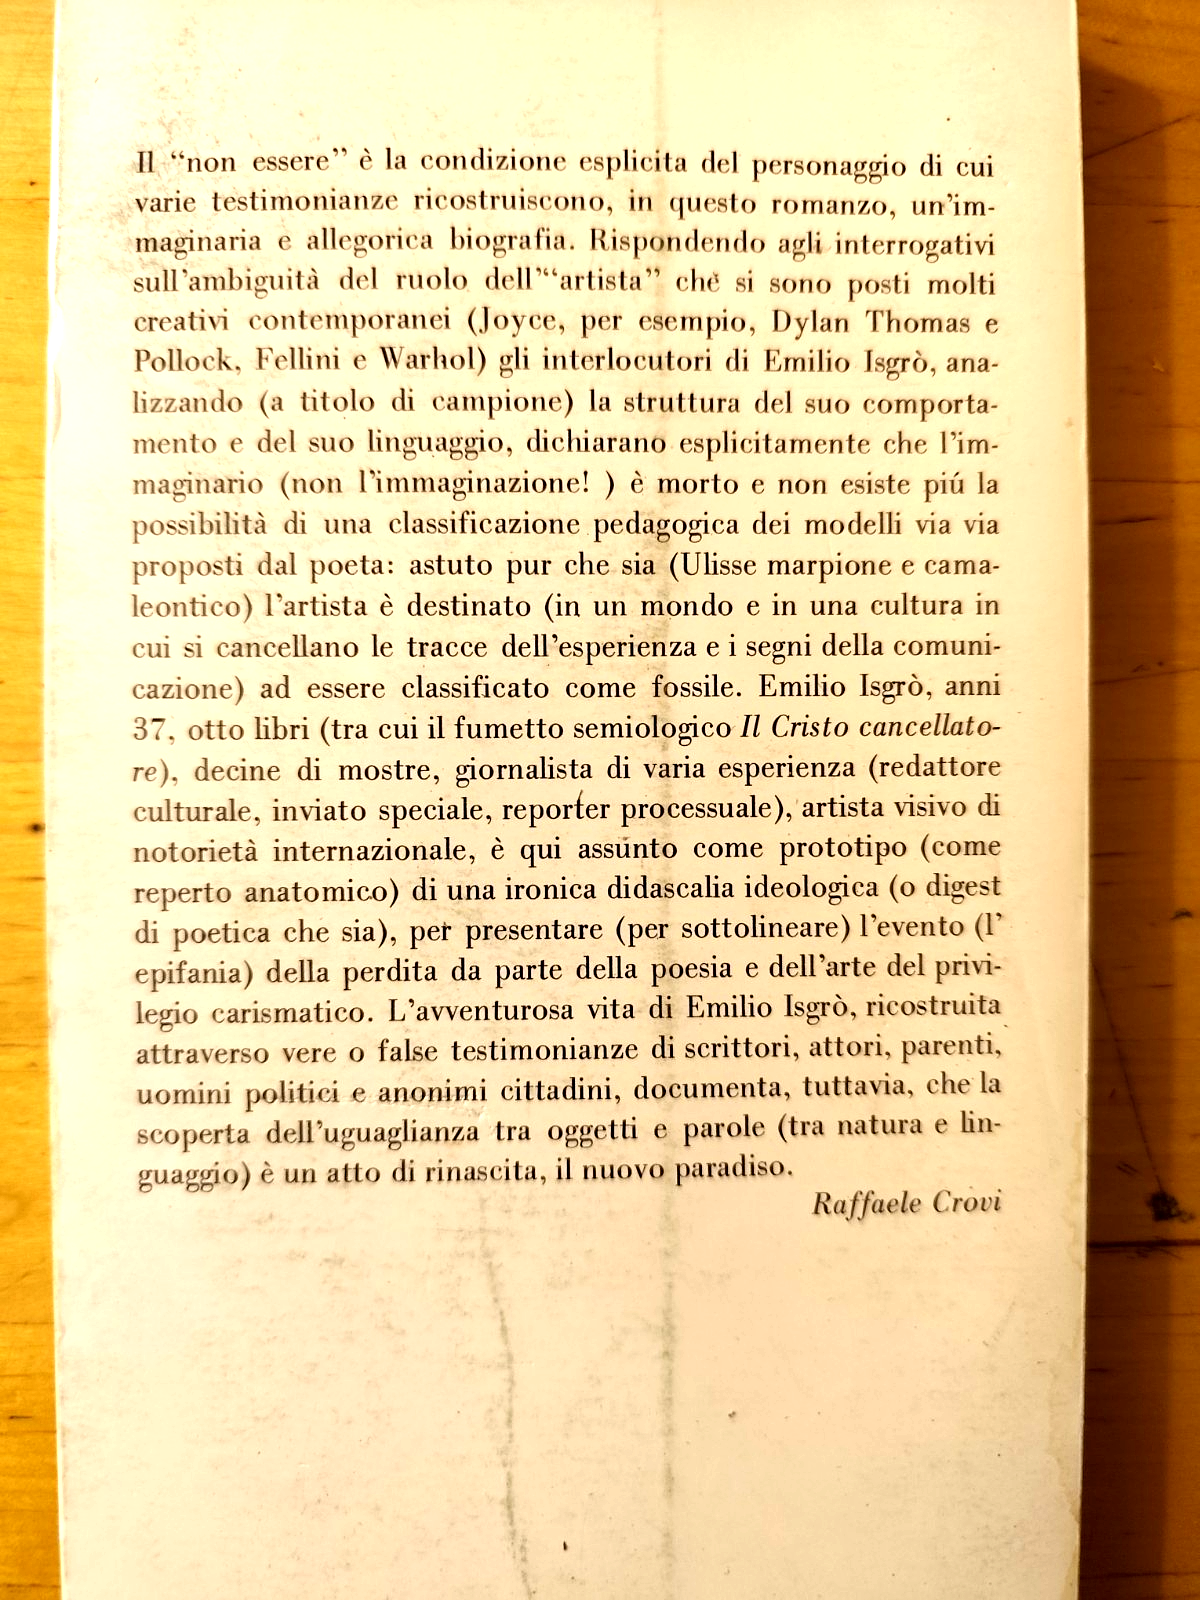 Il “non essere” è la condizione esplicita del personaggio di cui
varie testimonianze ricostruiscono, in questo romanzo, un’im-
maginaria e allegorica biografia. Rispondendo agli interrogativi
sull’ambiguità del ruolo dell’“artista” che si sono posti molti
creativi contemporanei (Joyce, per esempio, Dylan Thomas e
Pollock, Fellini e Warhol) gli interlocutori di Emilio Isgrò, ana-
lizzando (a titolo di campione) la struttura del suo comporta-
mento e del suo linguaggio, dichiarano esplicitamente che l’im-
maginario (non l’immaginazione! ) è morto e non esiste piú la
possibilità di una classificazione pedagogica dei modelli via via
proposti dal poeta: astuto pur che sia (Ulisse marpione e cama-
leontico) l’artista è destinato (in un mondo e in una cultura in
cui si cancellano le tracce dell’esperienza e i segni della comuni-
cazione) ad essere classificato come fossile. Emilio Isgrò, anni
37, otto libri (tra cui il fumetto semiologico Il Cristo cancellato-
re), decine di mostre, giornalista di varia esperienza (redattore
culturale, inviato speciale, reporter processuale), artista visivo di
notorietà internazionale, è qui assunto come prototipo (come
reperto anatomico) di una ironica didascalia ideologica (o digest
di poetica che sia), per presentare (per sottolineare) l’evento (l’
epifania) della perdita da parte della poesia e dell’arte del privi-
legio carismatico. L’avventurosa vita di Emilio Isgrò, ricostruita
attraverso vere o false testimonianze di scrittori, attori, parenti,
uomini politici e anonimi cittadini, documenta, tuttavia, che la
scoperta dell’uguaglianza tra oggetti e parole (tra natura e lin-
guaggio) è un atto di rinascita, il nuovo paradiso.
Raffaele Crovi